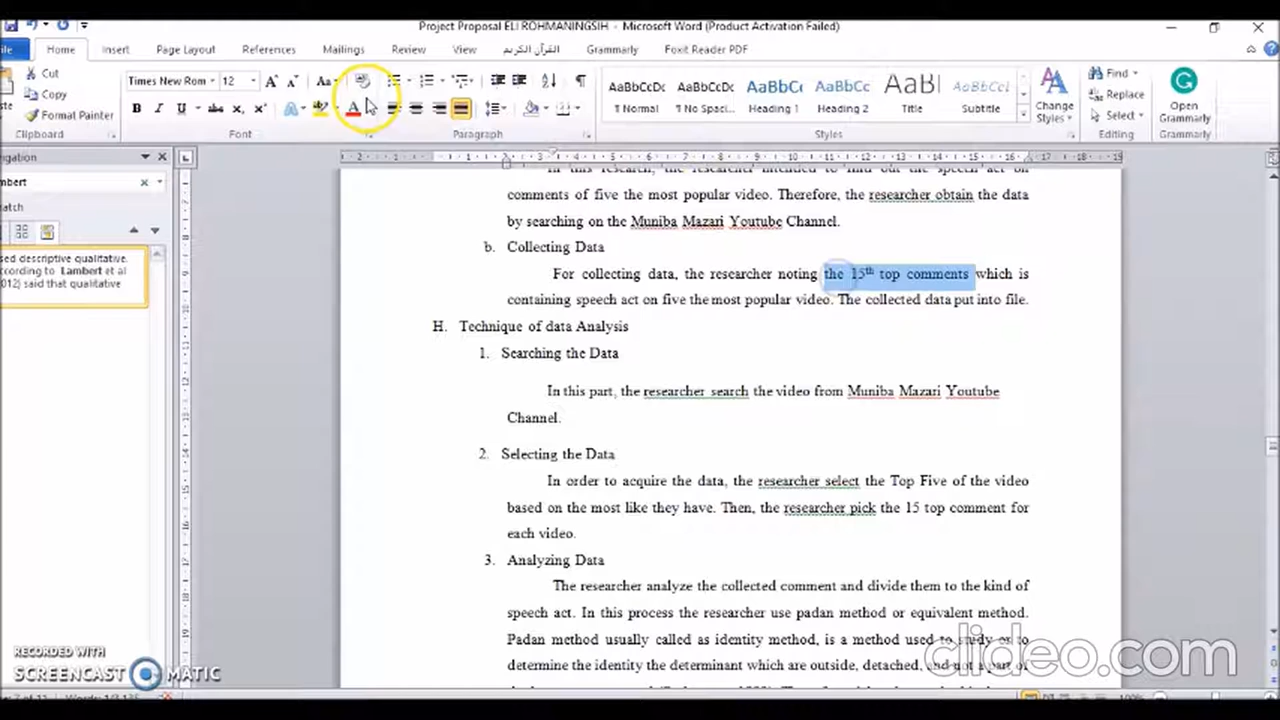 Project Proposal ELI ROHMANINGSIH - Microsoft Word (Product Activation Failed)
Home Insert Page Layout References Mailings Review View القرآن الكريم Grammarly Foxit Reader PDF
Cut
Copy
Format Painter
Clipboard
Times New Rom 12
Font
Paragraph
AaBbCcDc AaBbCcDc AaBbC AaBbCc AaBl AaBbCcL
¶ Normal ¶ No Spaci... Heading 1 Heading 2 Title Subtitle
Styles
Change Styles
Find
Replace
Select
Editing
Open Grammarly
Grammarly
comments of five the most popular video. Therefore, the researcher obtain the data
by searching on the Muniba Mazari Youtube Channel.
b. Collecting Data
For collecting data, the researcher noting the 15th top comments which is
containing speech act on five the most popular video. The collected data put into file.
H. Technique of data Analysis
1. Searching the Data
In this part, the researcher search the video from Muniba Mazari Youtube
Channel.
2. Selecting the Data
In order to acquire the data, the researcher select the Top Five of the video
based on the most like they have. Then, the researcher pick the 15 top comment for
each video.
3. Analyzing Data
The researcher analyze the collected comment and divide them to the kind of
speech act. In this process the researcher use padan method or equivalent method.
Padan method usually called as identity method, is a method used to study or to
determine the identity the determinant which are outside, detached, and not a part of
sed descriptive qualitative.
ccording to Lambert et al
012) said that qualitative
RECORDED WITH
SCREENCAST MATIC
clideo.com